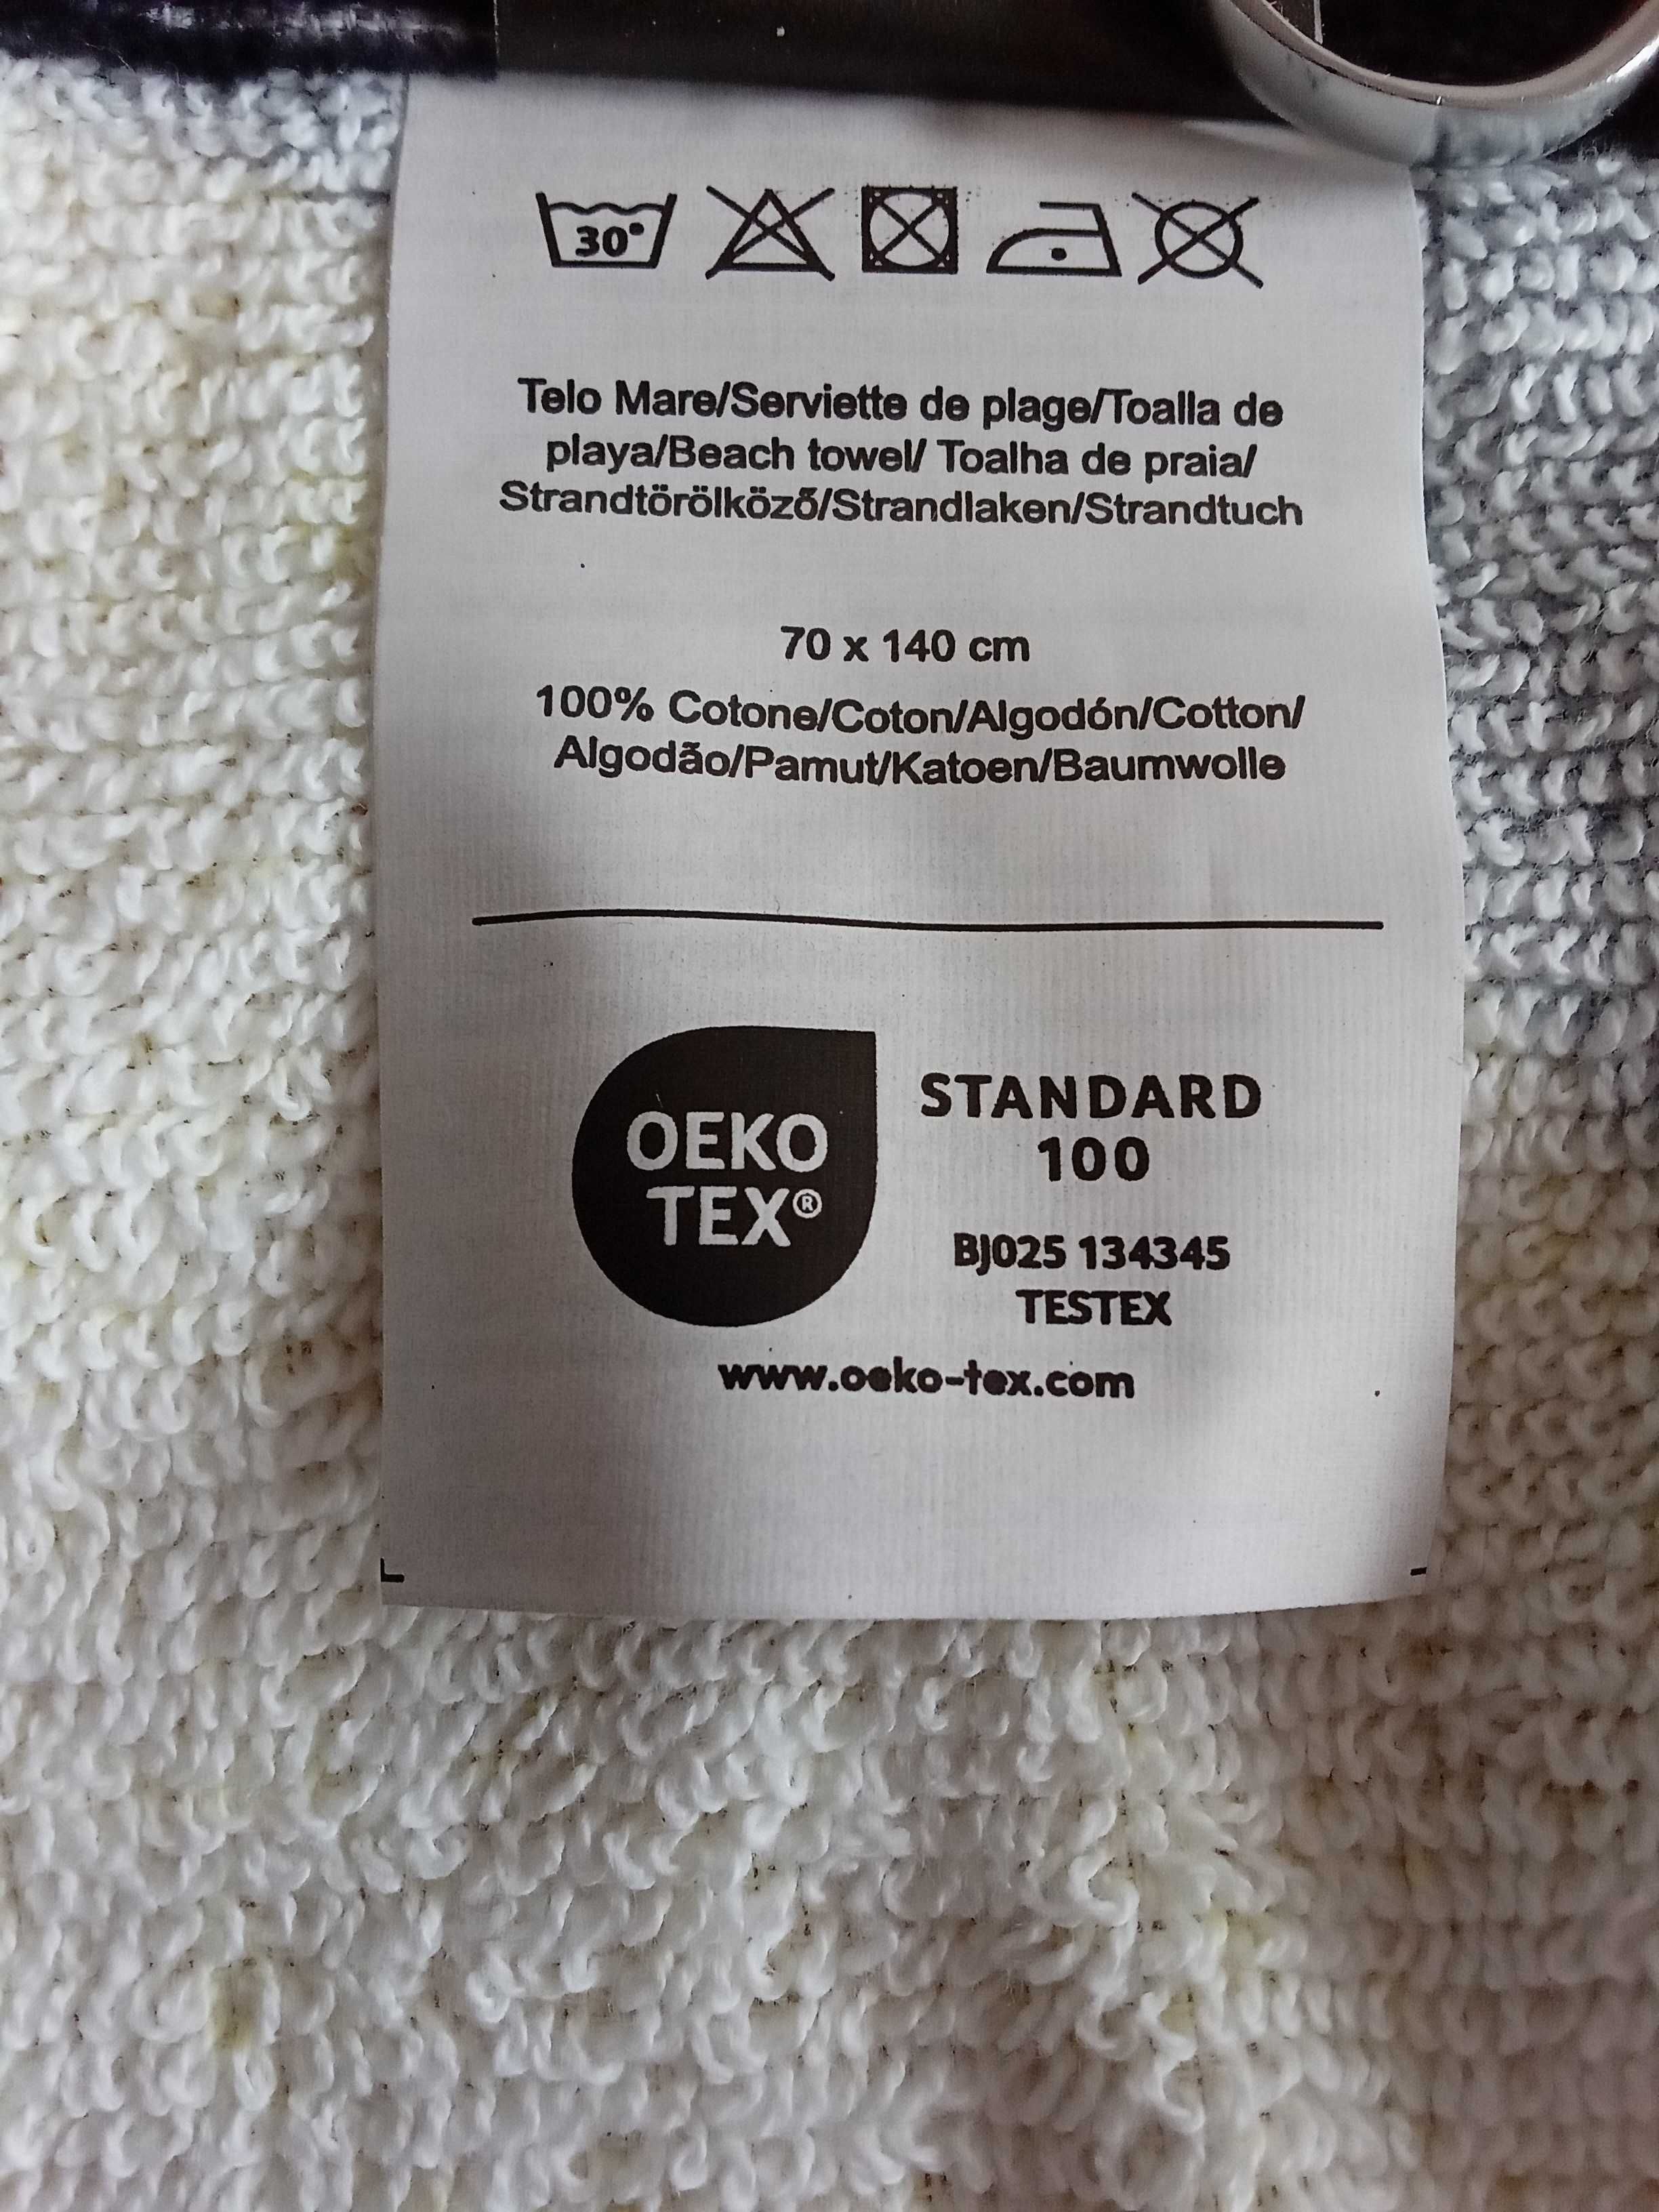 30°
Telo Mare/Serviette de plage/Toalla de
playa/Beach towel/ Toalha de praia/
Strandtörölköző/Strandlaken/Strandtuch
70 x 140 cm
100% Cotone/Coton/Algodón/Cotton/
Algodão/Pamut/Katoen/Baumwolle
OEKO
TEX®
STANDARD
100
BJ025 134345
TESTEX
www.oeko-tex.com